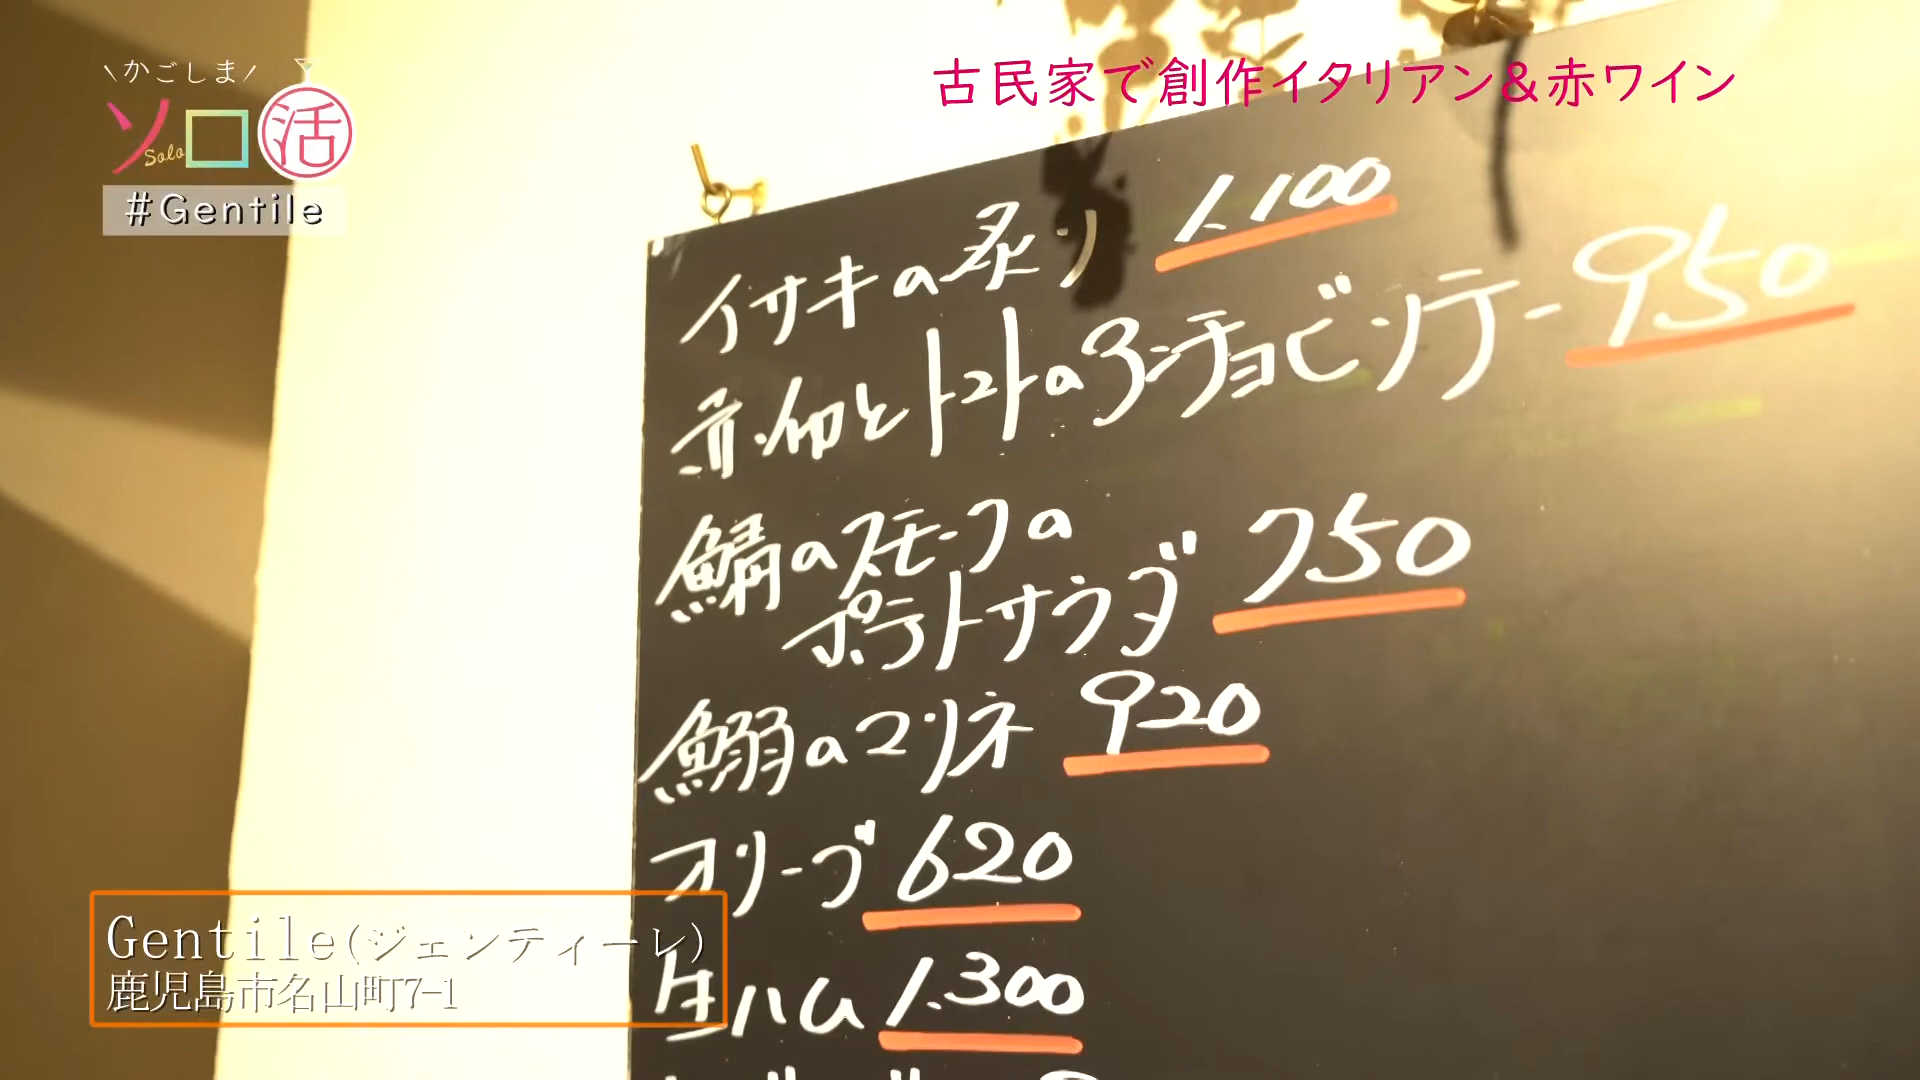 \かごしま/
ソロ活
Solo
#Gentile
古民家で創作イタリアン&赤ワイン
イサキの炙り 1.100
赤卵とトマトのアンチョビソテー 950
鯖のスモークの
ポテトサラダ 750
鰯のマリネ 920
オリーブ 620
生ハム 1.300
Gentile(ジェンティーレ)
鹿児島市名山町7-1